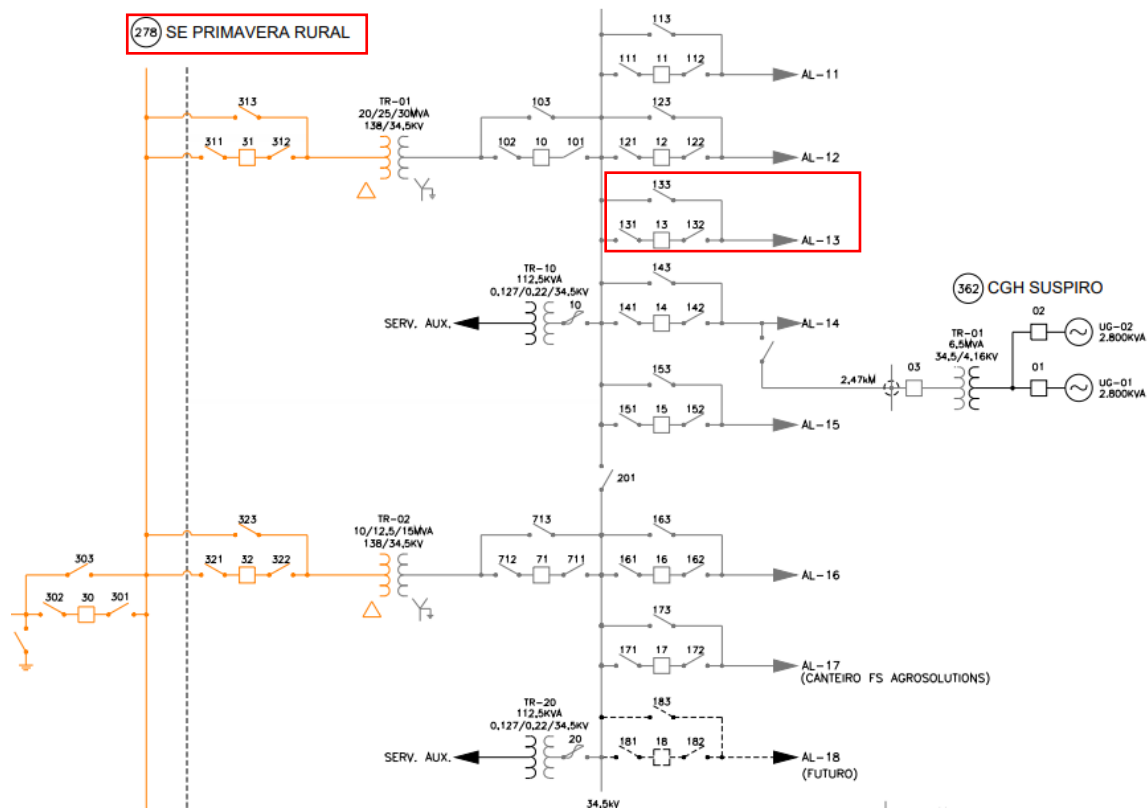 278 SE PRIMAVERA RURAL
113
111 11 112
AL-11
313
311 31 312
TR-01
20/25/30MVA
138/34,5KV
103
102 10 101
123
121 12 122
AL-12
133
131 13 132
AL-13
TR-10
112,5KVA
0,127/0,22/34,5KV
10
SERV. AUX.
143
141 14 142
AL-14
362 CGH SUSPIRO
TR-01
6,5MVA
34,5/4,16KV
02
UG-02
2.800KVA
01
UG-01
2.800KVA
2,47kM
03
153
151 15 152
AL-15
201
323
321 32 322
TR-02
10/12,5/15MVA
138/34,5KV
713
712 71 711
163
161 16 162
AL-16
303
302 30 301
173
171 17 172
AL-17
(CANTEIRO FS AGROSOLUTIONS)
TR-20
112,5KVA
0,127/0,22/34,5KV
20
SERV. AUX.
183
181 18 182
AL-18
(FUTURO)
34,5kV